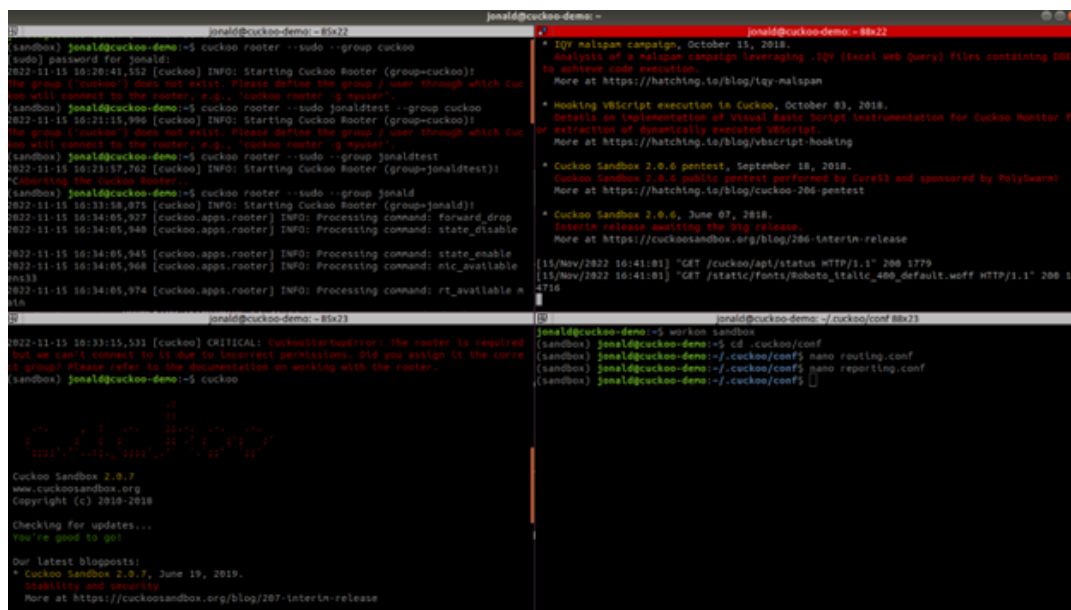 jonald@cuckoo-demo: ~
jonald@cuckoo-demo: ~ 85x22
(sandbox) jonald@cuckoo-demo:~$ cuckoo rooter --sudo --group cuckoo
[sudo] password for jonald:
2022-11-15 16:20:41,552 [cuckoo] INFO: Starting Cuckoo Rooter (group=cuckoo)!
The group ('cuckoo') does not exist. Please define the group / user through which Cuc
koo will connect to the rooter, e.g., 'cuckoo rooter -g myuser'.
(sandbox) jonald@cuckoo-demo:~$ cuckoo rooter --sudo jonaldtest --group cuckoo
2022-11-15 16:21:15,996 [cuckoo] INFO: Starting Cuckoo Rooter (group=cuckoo)!
The group ('cuckoo') does not exist. Please define the group / user through which Cuc
koo will connect to the rooter, e.g., 'cuckoo rooter -g myuser'.
(sandbox) jonald@cuckoo-demo:~$ cuckoo rooter --sudo --group jonaldtest
2022-11-15 16:23:57,762 [cuckoo] INFO: Starting Cuckoo Rooter (group=jonaldtest)!
^CAborting the Cuckoo Rooter..
(sandbox) jonald@cuckoo-demo:~$ cuckoo rooter --sudo --group jonald
2022-11-15 16:33:58,075 [cuckoo] INFO: Starting Cuckoo Rooter (group=jonald)!
2022-11-15 16:34:05,927 [cuckoo.apps.rooter] INFO: Processing command: forward_drop
2022-11-15 16:34:05,940 [cuckoo.apps.rooter] INFO: Processing command: state_disable
2022-11-15 16:34:05,945 [cuckoo.apps.rooter] INFO: Processing command: state_enable
2022-11-15 16:34:05,968 [cuckoo.apps.rooter] INFO: Processing command: nic_available
ens33
2022-11-15 16:34:05,974 [cuckoo.apps.rooter] INFO: Processing command: rt_available m
ain
jonald@cuckoo-demo: ~ 88x22
* IQY malspam campaign, October 15, 2018.
Analysis of a malspam campaign leveraging .IQY (Excel Web Query) files containing DDE
to achieve code execution.
More at https://hatching.io/blog/iqy-malspam
* Hooking VBScript execution in Cuckoo, October 03, 2018.
Details on implementation of Visual Basic Script instrumentation for Cuckoo Monitor f
or extraction of dynamically executed VBScript.
More at https://hatching.io/blog/vbscript-hooking
* Cuckoo Sandbox 2.0.6 pentest, September 18, 2018.
Cuckoo Sandbox 2.0.6 public pentest performed by Cure53 and sponsored by PolySwarm!
More at https://hatching.io/blog/cuckoo-206-pentest
* Cuckoo Sandbox 2.0.6, June 07, 2018.
Interim release awaiting the big release.
More at https://cuckoosandbox.org/blog/206-interim-release
[15/Nov/2022 16:41:01] "GET /cuckoo/api/status HTTP/1.1" 200 1779
[15/Nov/2022 16:41:01] "GET /static/fonts/Roboto_italic_400_default.woff HTTP/1.1" 200 1
4716
jonald@cuckoo-demo: ~ 85x23
2022-11-15 16:33:15,531 [cuckoo] CRITICAL: CuckooStartupError: The rooter is required
but we can't connect to it due to incorrect permissions. Did you assign it the corre
ct group? Please refer to the documentation on working with the rooter.
(sandbox) jonald@cuckoo-demo:~$ cuckoo
Cuckoo Sandbox 2.0.7
www.cuckoosandbox.org
Copyright (c) 2010-2018
Checking for updates...
You're good to go!
Our latest blogposts:
* Cuckoo Sandbox 2.0.7, June 19, 2019.
Stability and security
More at https://cuckoosandbox.org/blog/207-interim-release
jonald@cuckoo-demo: ~/.cuckoo/conf 88x23
jonald@cuckoo-demo:~$ workon sandbox
(sandbox) jonald@cuckoo-demo:~$ cd .cuckoo/conf
(sandbox) jonald@cuckoo-demo:~/.cuckoo/conf$ nano routing.conf
(sandbox) jonald@cuckoo-demo:~/.cuckoo/conf$ nano reporting.conf
(sandbox) jonald@cuckoo-demo:~/.cuckoo/conf$